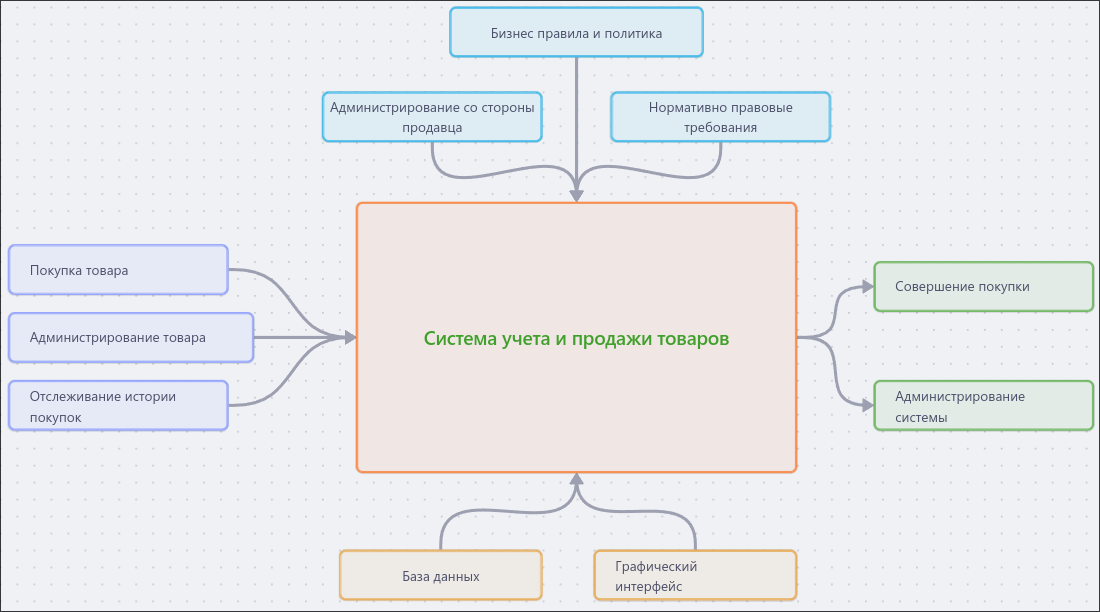 Бизнес правила и политика
Администрирование со стороны
продавца
Нормативно правовые
требования
Покупка товара
Администрирование товара
Отслеживание истории
покупок
Система учета и продажи товаров
Совершение покупки
Администрирование
системы
База данных
Графический
интерфейс